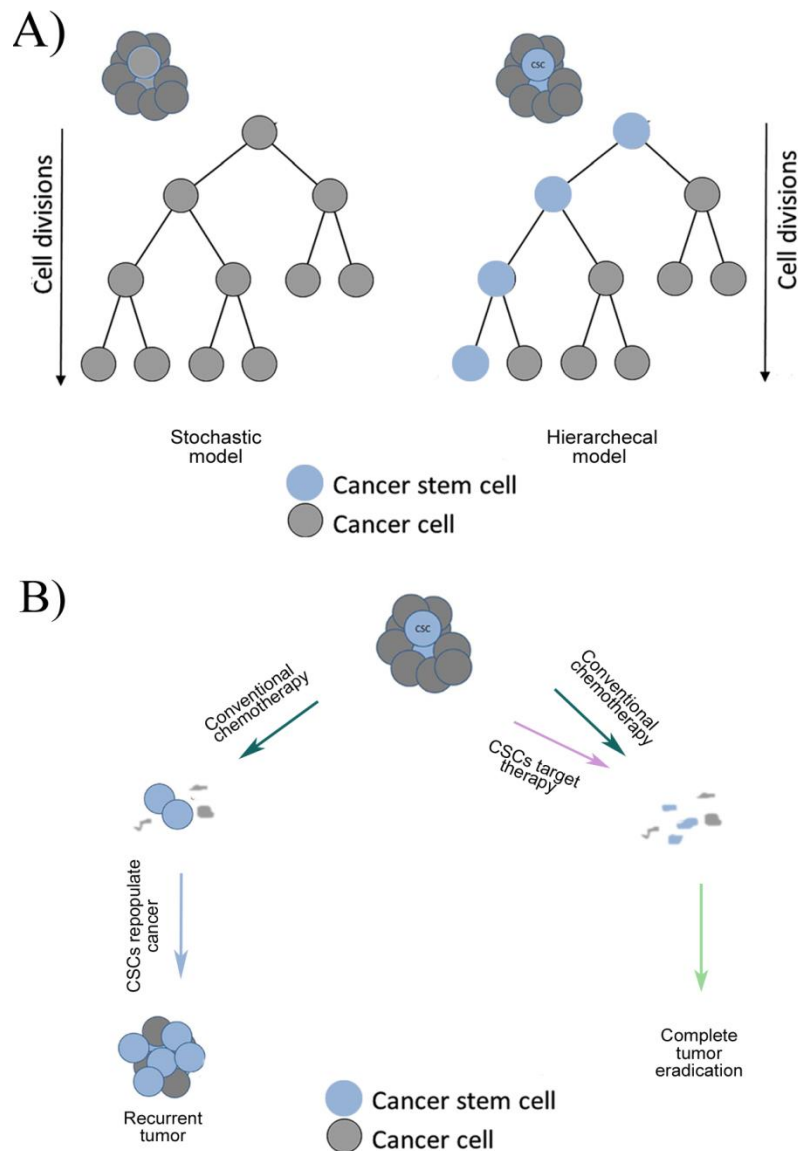 A)
CSC
Cell divisions
Cell divisions
Stochastic
model
Hierarchecal
model
Cancer stem cell
Cancer cell
B)
CSC
Conventional
chemotherapy
Conventional
chemotherapy
CSCs target
therapy
CSCs repopulate
cancer
Complete
tumor
eradication
Recurrent
tumor
Cancer stem cell
Cancer cell